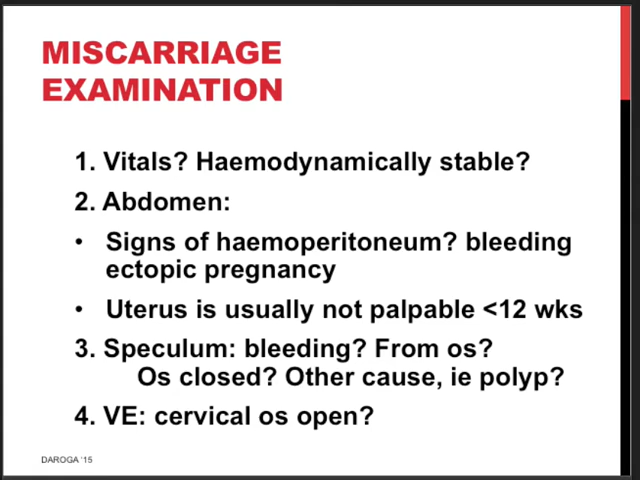 MISCARRIAGE
EXAMINATION
1. Vitals? Haemodynamically stable?
2. Abdomen:
• Signs of haemoperitoneum? bleeding
ectopic pregnancy
• Uterus is usually not palpable <12 wks
3. Speculum: bleeding? From os?
Os closed? Other cause, ie polyp?
4. VE: cervical os open?
DAROGA '15